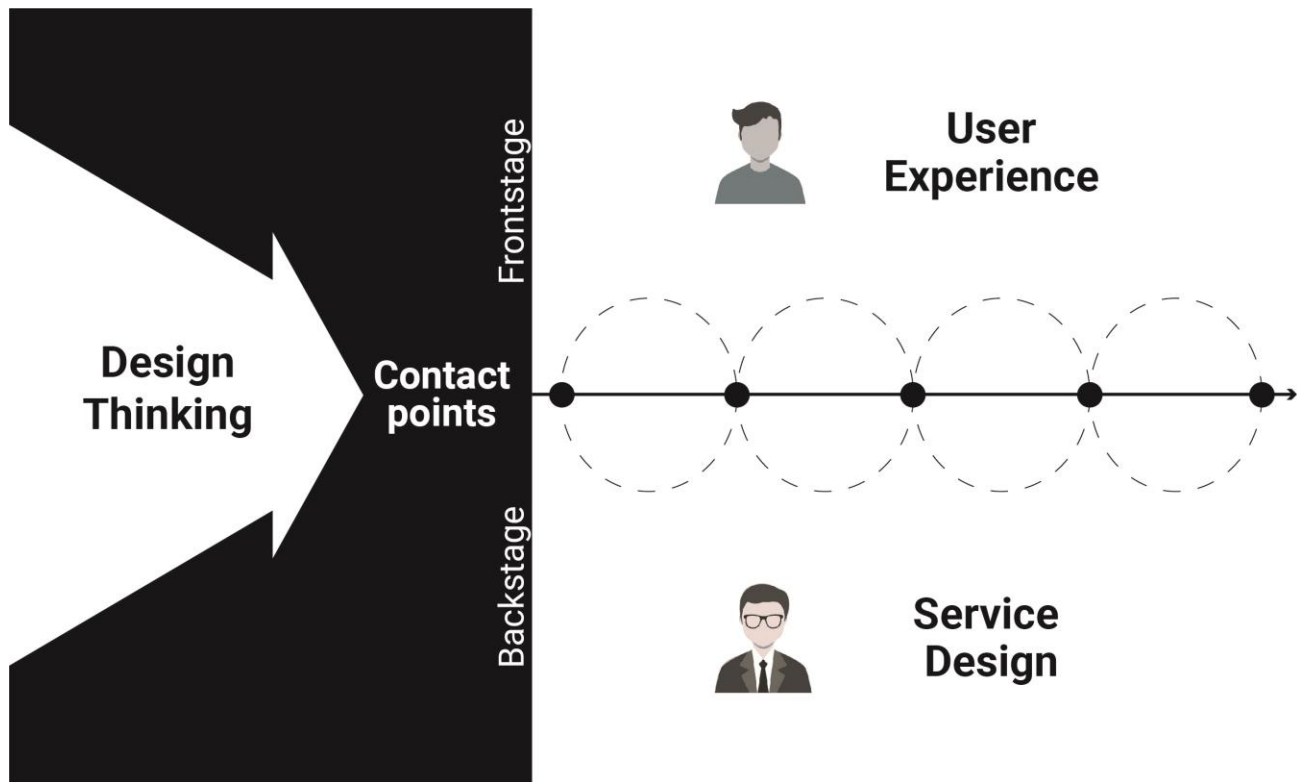 Frontstage
User
Experience
Design
Thinking
Contact
points
Backstage
Service
Design